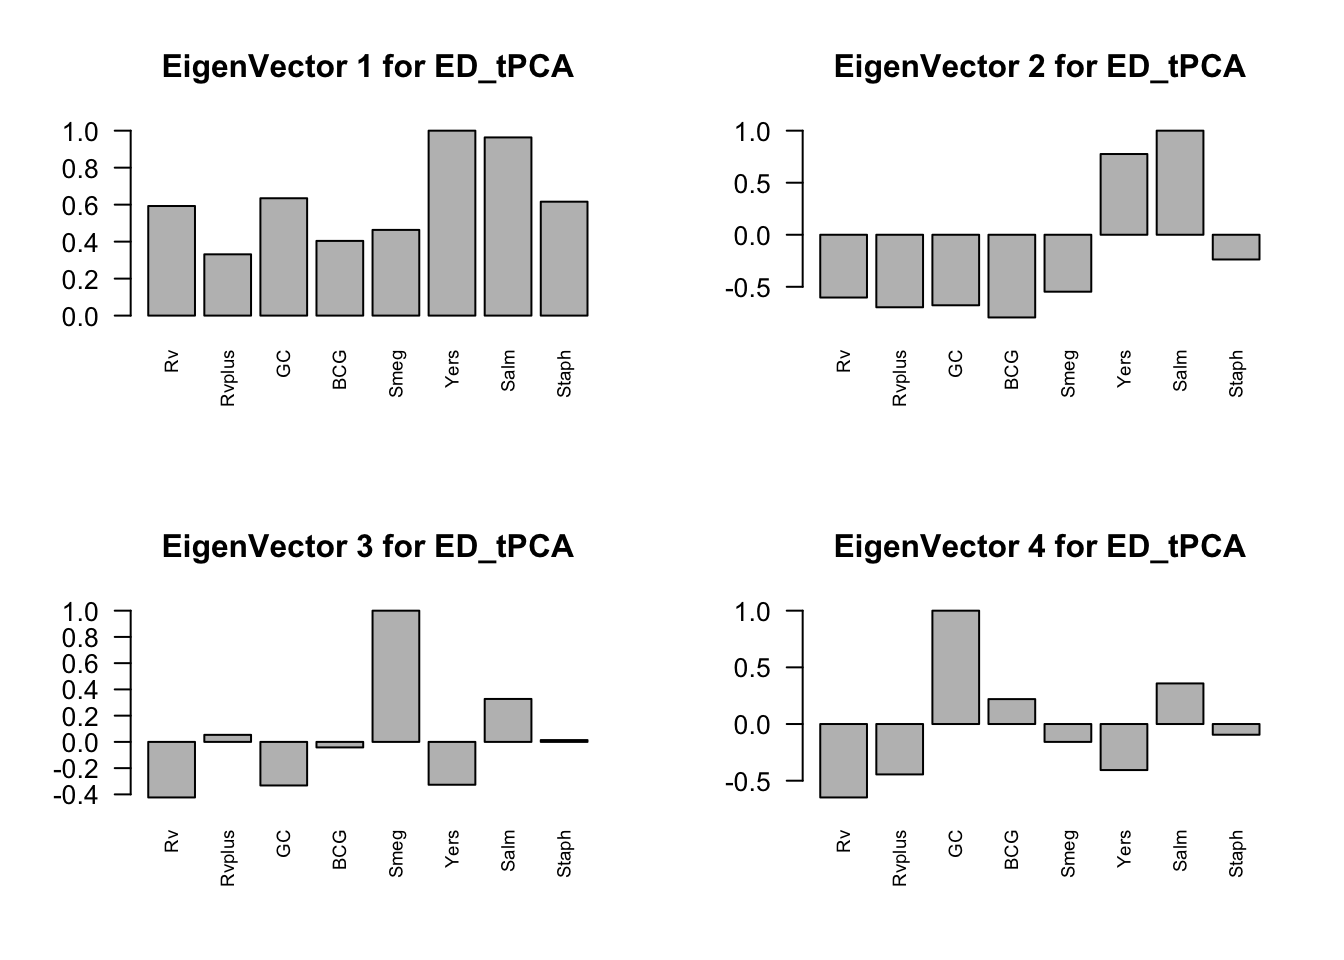 EigenVector 1 for ED_tPCA
1.0
0.8
0.6
0.4
0.2
0.0
Rv
Rvplus
GC
BCG
Smeg
Yers
Salm
Staph
EigenVector 2 for ED_tPCA
1.0
0.5
0.0
-0.5
Rv
Rvplus
GC
BCG
Smeg
Yers
Salm
Staph
EigenVector 3 for ED_tPCA
1.0
0.8
0.6
0.4
0.2
0.0
-0.2
-0.4
Rv
Rvplus
GC
BCG
Smeg
Yers
Salm
Staph
EigenVector 4 for ED_tPCA
1.0
0.5
0.0
-0.5
Rv
Rvplus
GC
BCG
Smeg
Yers
Salm
Staph